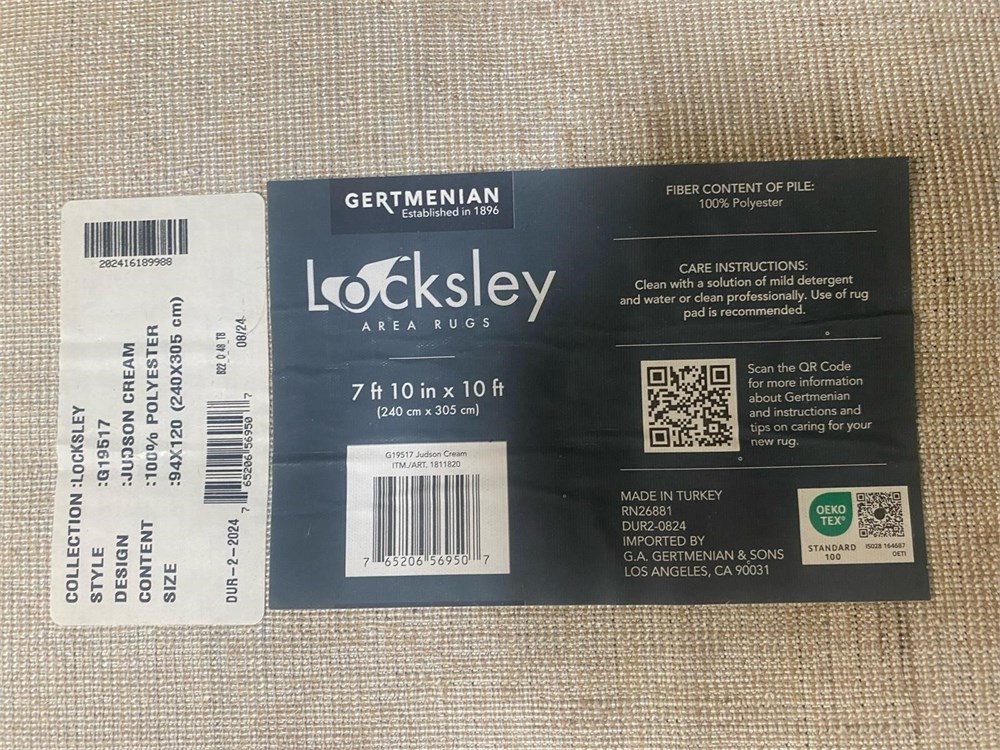 202416189988
COLLECTION :LOCKSLEY
STYLE :G19517
DESIGN :JUDSON CREAM
CONTENT :100% POLYESTER
SIZE :94X120 (240X305 cm)
7 65206 56950 7
DUR-2-2024
08/24
GERTMENIAN
Established in 1896
Locksley
AREA RUGS
7 ft 10 in x 10 ft
(240 cm x 305 cm)
G19517 Judson Cream
ITM./ART. 1811820
7 65206 56950 7
FIBER CONTENT OF PILE:
100% Polyester
CARE INSTRUCTIONS:
Clean with a solution of mild detergent
and water or clean professionally. Use of rug
pad is recommended.
Scan the QR Code
for more information
about Gertmenian
and instructions and
tips on caring for your
new rug.
MADE IN TURKEY
RN26881
DUR2-0824
IMPORTED BY
G.A. GERTMENIAN & SONS
LOS ANGELES, CA 90031
OEKO
TEX®
STANDARD
100
IS028 164687
OETI